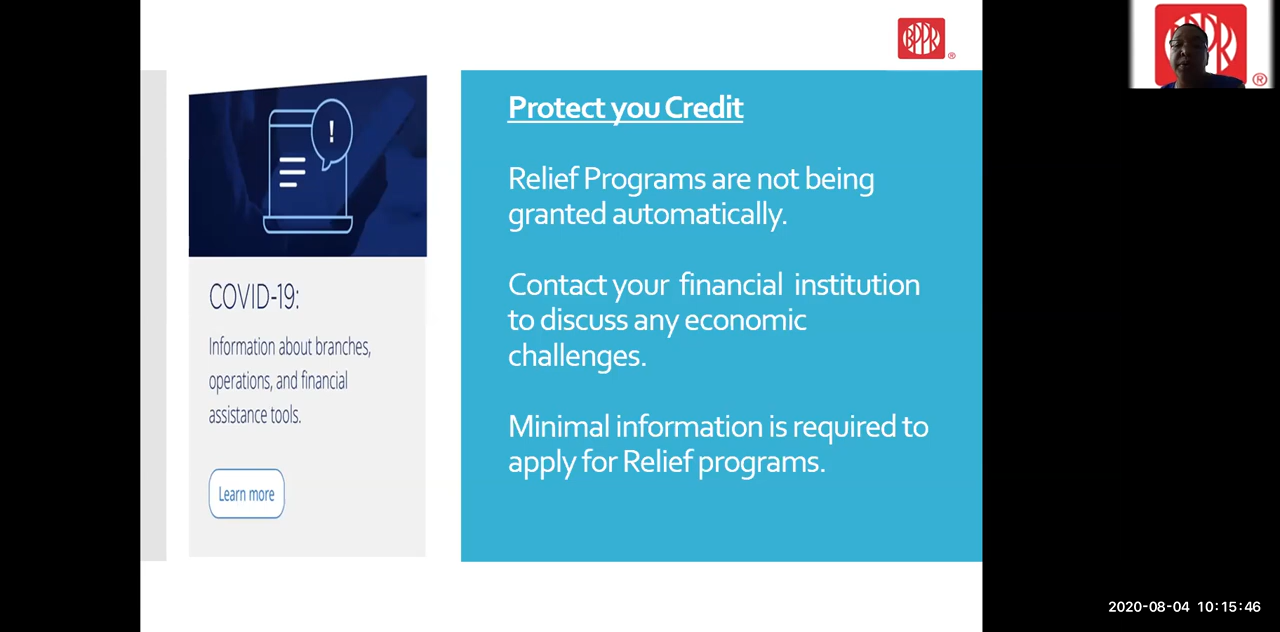 BPPR
®
BPPR
®
Protect you Credit
Relief Programs are not being
granted automatically.
Contact your financial institution
to discuss any economic
challenges.
Minimal information is required to
apply for Relief programs.
!
COVID-19:
Information about branches,
operations, and financial
assistance tools.
Learn more
2020-08-04 10:15:46